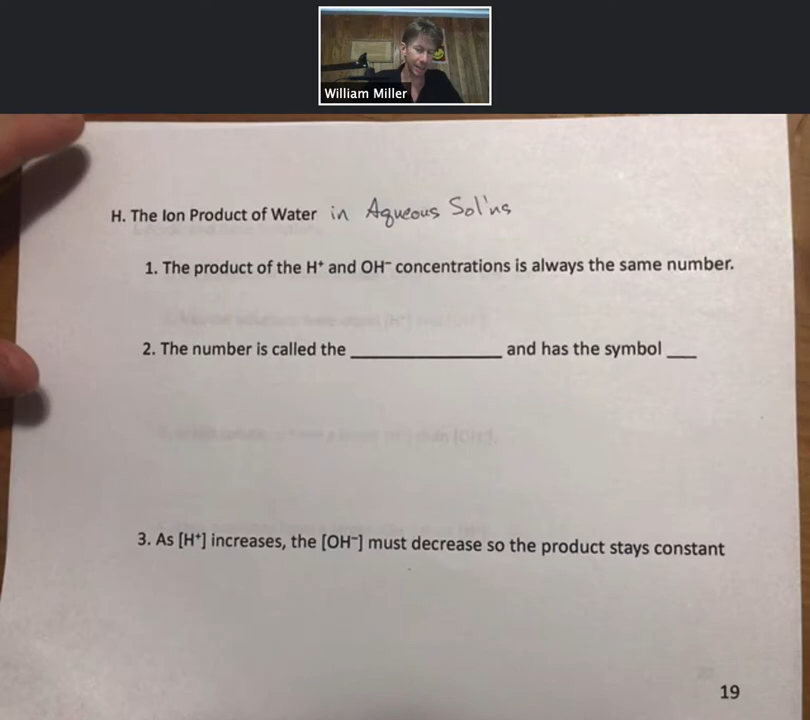 William Miller
H. The Ion Product of Water in Aqueous Sol'ns
1. The product of the H⁺ and OH⁻ concentrations is always the same number.
2. The number is called the ________________ and has the symbol ___
3. As [H⁺] increases, the [OH⁻] must decrease so the product stays constant
19